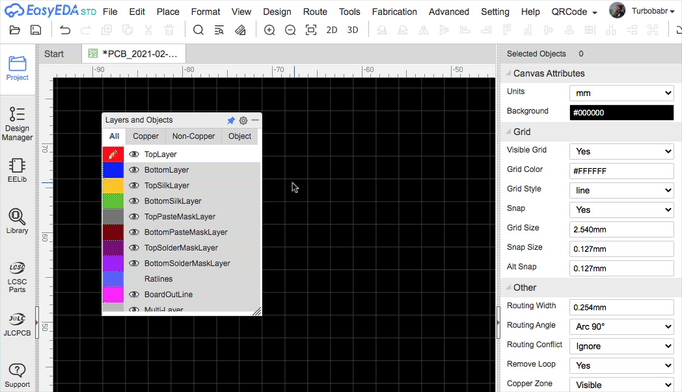 EasyEDA STD File Edit Place Format View Design Route Tools Fabrication Advanced Setting Help QRCode Turbobabr
2D 3D
Start *PCB_2021-02-...
Selected Objects 0
-90 -80 -70 -60 -50
Project
Design Manager
EELib
Library
LCSC Parts
JLCPCB
Support
70
60
50
Layers and Objects
All Copper Non-Copper Object
TopLayer
BottomLayer
TopSilkLayer
BottomSilkLayer
TopPasteMaskLayer
BottomPasteMaskLayer
TopSolderMaskLayer
BottomSolderMaskLayer
Ratlines
BoardOutLine
Multi-Layer
Canvas Attributes
Units mm
Background #000000
Grid
Visible Grid Yes
Grid Color #FFFFFF
Grid Style line
Snap Yes
Grid Size 2.540mm
Snap Size 0.127mm
Alt Snap 0.127mm
Other
Routing Width 0.254mm
Routing Angle Arc 90°
Routing Conflict Ignore
Remove Loop Yes
Copper Zone Visible